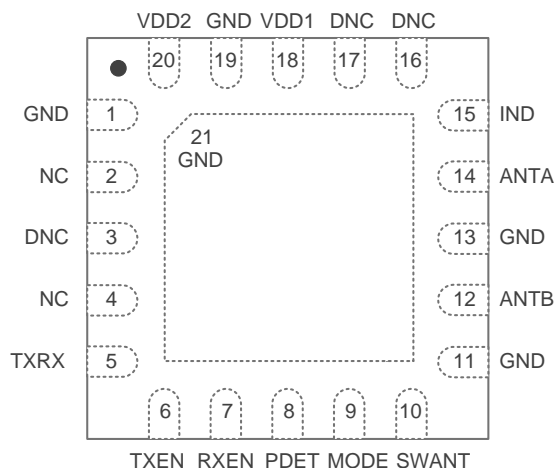 VDD2 GND VDD1 DNC DNC
20 19 18 17 16
GND 1 15 IND
21
GND
NC 2 14 ANTA
DNC 3 13 GND
NC 4 12 ANTB
TXRX 5 11 GND
6 7 8 9 10
TXEN RXEN PDET MODE SWANT